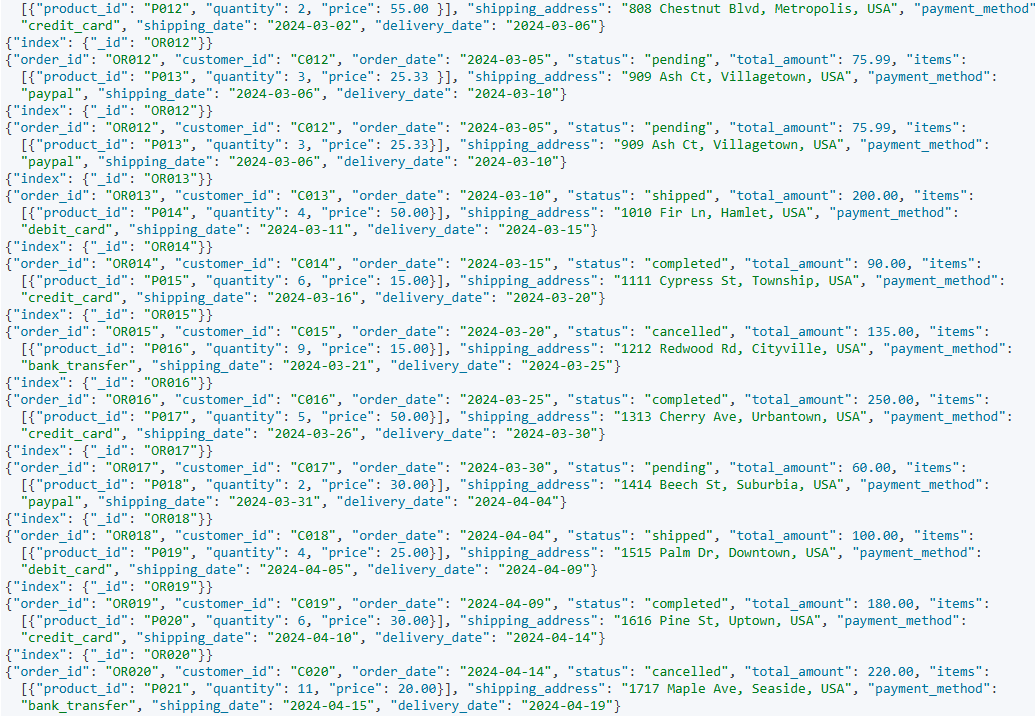 [{"product_id": "P012", "quantity": 2, "price": 55.00 }], "shipping_address": "808 Chestnut Blvd, Metropolis, USA", "payment_method"
"credit_card", "shipping_date": "2024-03-02", "delivery_date": "2024-03-06"}
{"index": {"_id": "OR012"}}
{"order_id": "OR012", "customer_id": "C012", "order_date": "2024-03-05", "status": "pending", "total_amount": 75.99, "items":
[{"product_id": "P013", "quantity": 3, "price": 25.33 }], "shipping_address": "909 Ash Ct, Villagetown, USA", "payment_method":
"paypal", "shipping_date": "2024-03-06", "delivery_date": "2024-03-10"}
{"index": {"_id": "OR012"}}
{"order_id": "OR012", "customer_id": "C012", "order_date": "2024-03-05", "status": "pending", "total_amount": 75.99, "items":
[{"product_id": "P013", "quantity": 3, "price": 25.33}], "shipping_address": "909 Ash Ct, Villagetown, USA", "payment_method":
"paypal", "shipping_date": "2024-03-06", "delivery_date": "2024-03-10"}
{"index": {"_id": "OR013"}}
{"order_id": "OR013", "customer_id": "C013", "order_date": "2024-03-10", "status": "shipped", "total_amount": 200.00, "items":
[{"product_id": "P014", "quantity": 4, "price": 50.00}], "shipping_address": "1010 Fir Ln, Hamlet, USA", "payment_method":
"debit_card", "shipping_date": "2024-03-11", "delivery_date": "2024-03-15"}
{"index": {"_id": "OR014"}}
{"order_id": "OR014", "customer_id": "C014", "order_date": "2024-03-15", "status": "completed", "total_amount": 90.00, "items":
[{"product_id": "P015", "quantity": 6, "price": 15.00}], "shipping_address": "1111 Cypress St, Township, USA", "payment_method":
"credit_card", "shipping_date": "2024-03-16", "delivery_date": "2024-03-20"}
{"index": {"_id": "OR015"}}
{"order_id": "OR015", "customer_id": "C015", "order_date": "2024-03-20", "status": "cancelled", "total_amount": 135.00, "items":
[{"product_id": "P016", "quantity": 9, "price": 15.00}], "shipping_address": "1212 Redwood Rd, Cityville, USA", "payment_method":
"bank_transfer", "shipping_date": "2024-03-21", "delivery_date": "2024-03-25"}
{"index": {"_id": "OR016"}}
{"order_id": "OR016", "customer_id": "C016", "order_date": "2024-03-25", "status": "completed", "total_amount": 250.00, "items":
[{"product_id": "P017", "quantity": 5, "price": 50.00}], "shipping_address": "1313 Cherry Ave, Urbantown, USA", "payment_method":
"credit_card", "shipping_date": "2024-03-26", "delivery_date": "2024-03-30"}
{"index": {"_id": "OR017"}}
{"order_id": "OR017", "customer_id": "C017", "order_date": "2024-03-30", "status": "pending", "total_amount": 60.00, "items":
[{"product_id": "P018", "quantity": 2, "price": 30.00}], "shipping_address": "1414 Beech St, Suburbia, USA", "payment_method":
"paypal", "shipping_date": "2024-03-31", "delivery_date": "2024-04-04"}
{"index": {"_id": "OR018"}}
{"order_id": "OR018", "customer_id": "C018", "order_date": "2024-04-04", "status": "shipped", "total_amount": 100.00, "items":
[{"product_id": "P019", "quantity": 4, "price": 25.00}], "shipping_address": "1515 Palm Dr, Downtown, USA", "payment_method":
"debit_card", "shipping_date": "2024-04-05", "delivery_date": "2024-04-09"}
{"index": {"_id": "OR019"}}
{"order_id": "OR019", "customer_id": "C019", "order_date": "2024-04-09", "status": "completed", "total_amount": 180.00, "items":
[{"product_id": "P020", "quantity": 6, "price": 30.00}], "shipping_address": "1616 Pine St, Uptown, USA", "payment_method":
"credit_card", "shipping_date": "2024-04-10", "delivery_date": "2024-04-14"}
{"index": {"_id": "OR020"}}
{"order_id": "OR020", "customer_id": "C020", "order_date": "2024-04-14", "status": "cancelled", "total_amount": 220.00, "items":
[{"product_id": "P021", "quantity": 11, "price": 20.00}], "shipping_address": "1717 Maple Ave, Seaside, USA", "payment_method":
"bank_transfer", "shipping_date": "2024-04-15", "delivery_date": "2024-04-19"}